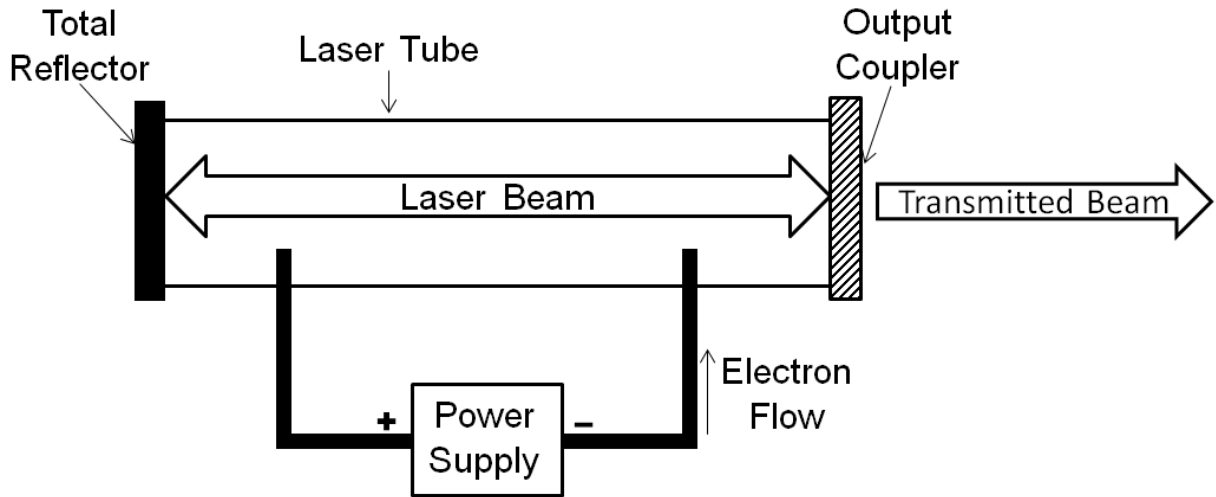 Total
Reflector
Laser Tube
Output
Coupler
Laser Beam
Transmitted Beam
+
Power
Supply
−
Electron
Flow